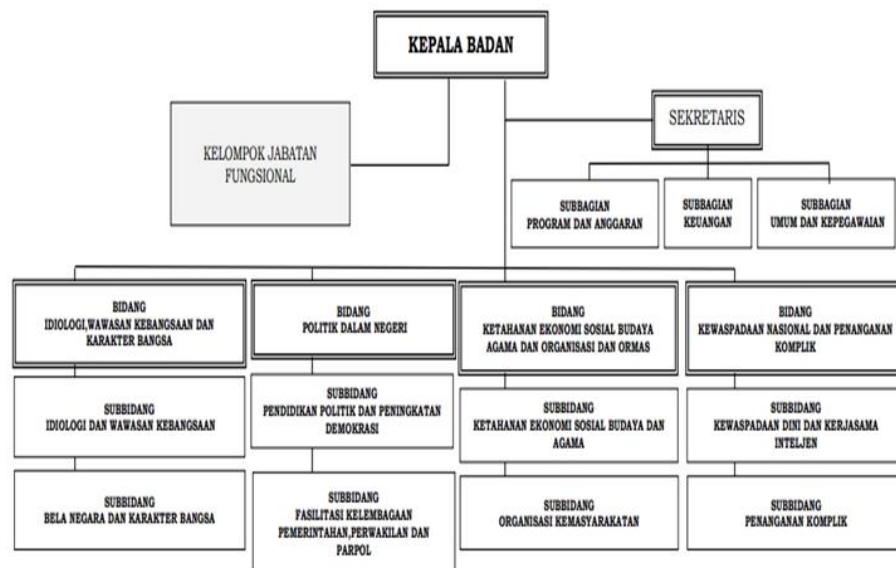 KEPALA BADAN
SEKRETARIS
KELOMPOK JABATAN
FUNGSIONAL
SUBBAGIAN
PROGRAM DAN ANGGARAN
SUBBAGIAN
KEUANGAN
SUBBAGIAN
UMUM DAN KEPEGAWAIAN
BIDANG
IDIOLOGI,WAWASAN KEBANGSAAN DAN
KARAKTER BANGSA
BIDANG
POLITIK DALAM NEGERI
BIDANG
KETAHANAN EKONOMI SOSIAL BUDAYA
AGAMA DAN ORGANISASI DAN ORMAS
BIDANG
KEWASPADAAN NASIONAL DAN PENANGANAN
KOMPLIK
SUBBIDANG
IDIOLOGI DAN WAWASAN KEBANGSAAN
SUBBIDANG
PENDIDIKAN POLITIK DAN PENINGKATAN
DEMOKRASI
SUBBIDANG
KETAHANAN EKONOMI SOSIAL BUDAYA DAN
AGAMA
SUBBIDANG
KEWASPADAAN DINI DAN KERJASAMA
INTELJEN
SUBBIDANG
BELA NEGARA DAN KARAKTER BANGSA
SUBBIDANG
FASILITASI KELEMBAGAAN
PEMERINTAHAN,PERWAKILAN DAN
PARPOL
SUBBIDANG
ORGANISASI KEMASYARAKATAN
SUBBIDANG
PENANGANAN KOMPLIK